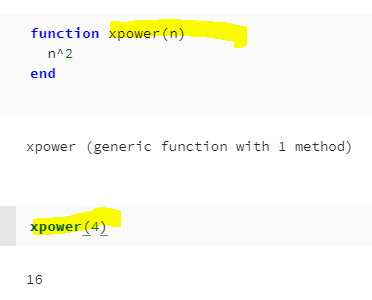 function xpower(n)
  n^2
end
xpower (generic function with 1 method)
xpower(4)
16